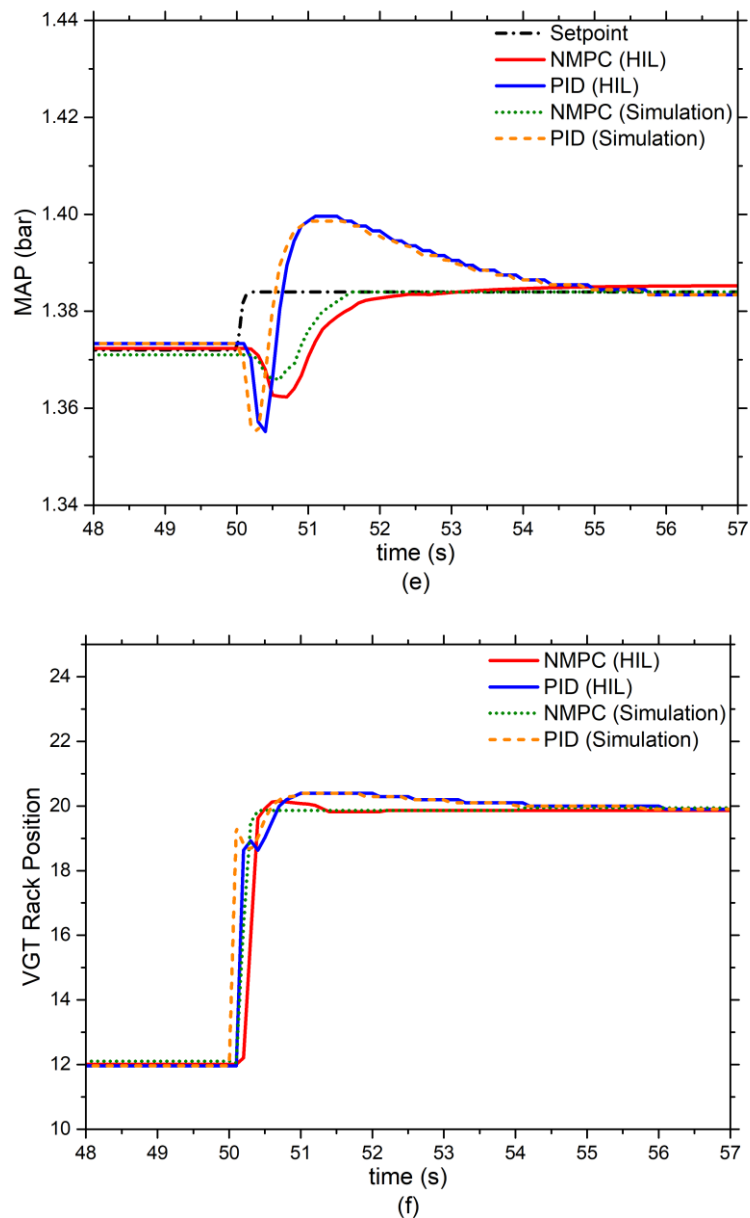 1.44
Setpoint
NMPC (HIL)
PID (HIL)
NMPC (Simulation)
PID (Simulation)
1.42
1.40
1.38
1.36
1.34
MAP (bar)
48 49 50 51 52 53 54 55 56 57
time (s)
(e)
NMPC (HIL)
PID (HIL)
NMPC (Simulation)
PID (Simulation)
24
22
20
18
16
14
12
10
VGT Rack Position
48 49 50 51 52 53 54 55 56 57
time (s)
(f)